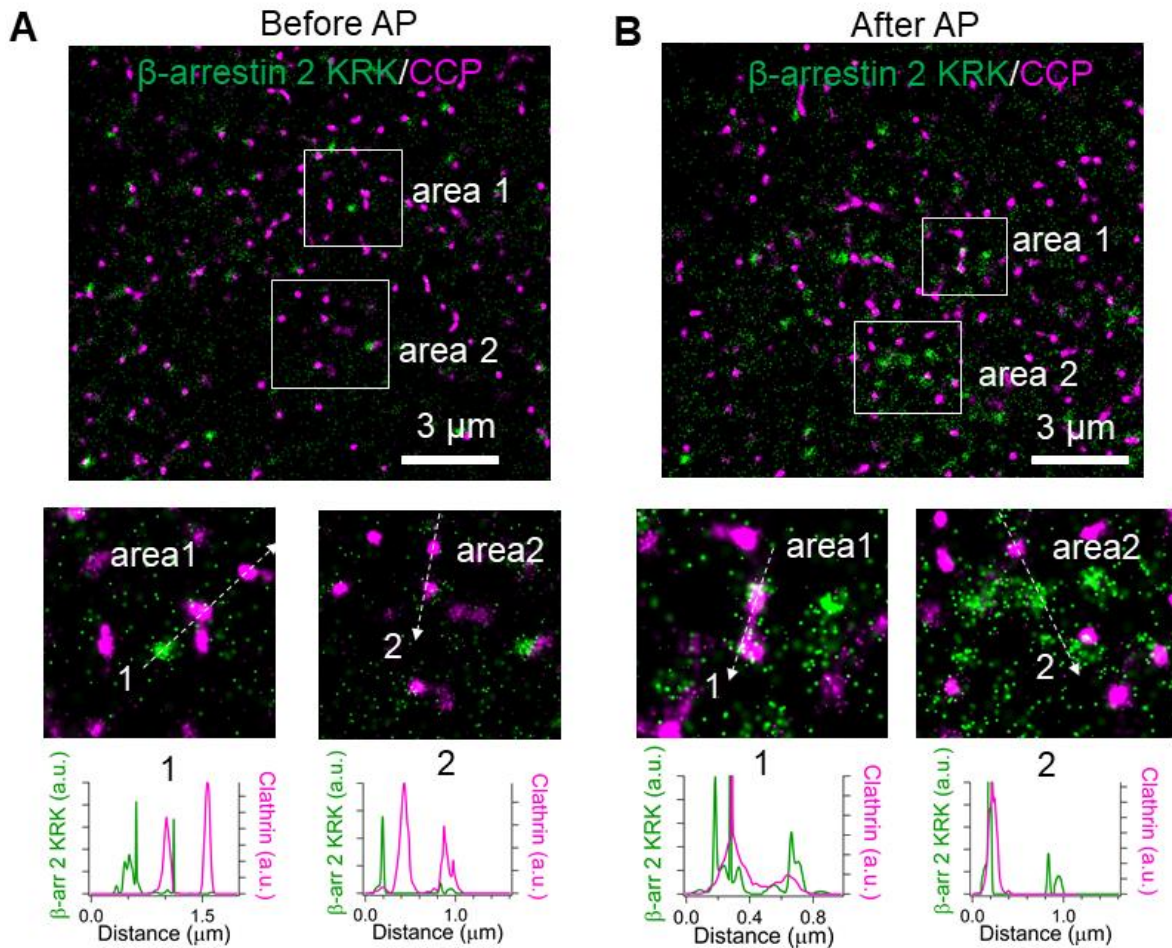 A
Before AP
β-arrestin 2 KRK/CCP
area 1
area 2
3 μm
B
After AP
β-arrestin 2 KRK/CCP
area 1
area 2
3 μm
area1
1
area2
2
area1
1
area2
2
1
β-arr 2 KRK (a.u.)
Clathrin (a.u.)
0.0 1.5
Distance (μm)
2
β-arr 2 KRK (a.u.)
Clathrin (a.u.)
0.0 1.0
Distance (μm)
1
β-arr 2 KRK (a.u.)
Clathrin (a.u.)
0.0 0.4 0.8
Distance (μm)
2
β-arr 2 KRK (a.u.)
Clathrin (a.u.)
0.0 1.0
Distance (μm)